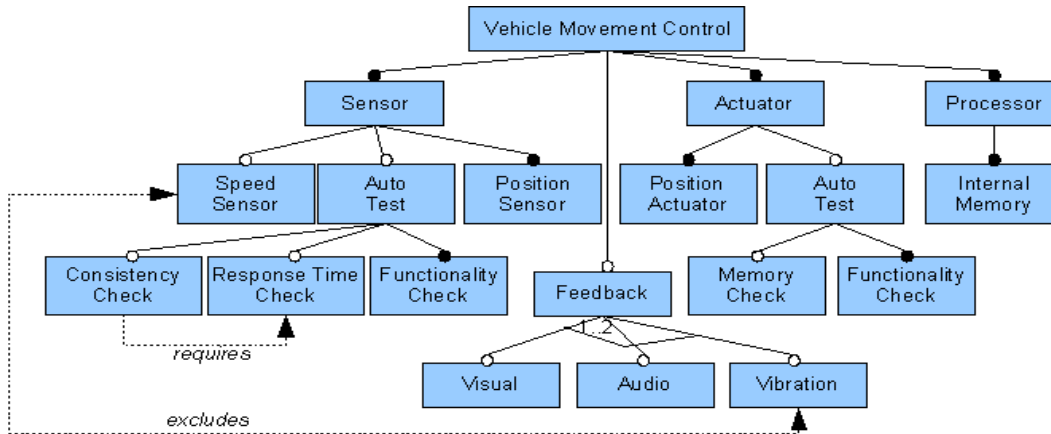 Vehicle Movement Control
Sensor
Actuator
Processor
Speed
Sensor
Auto
Test
Position
Sensor
Position
Actuator
Auto
Test
Internal
Memory
Consistency
Check
Response Time
Check
Functionality
Check
Feedback
Memory
Check
Functionality
Check
1..2
requires
Visual
Audio
Vibration
excludes